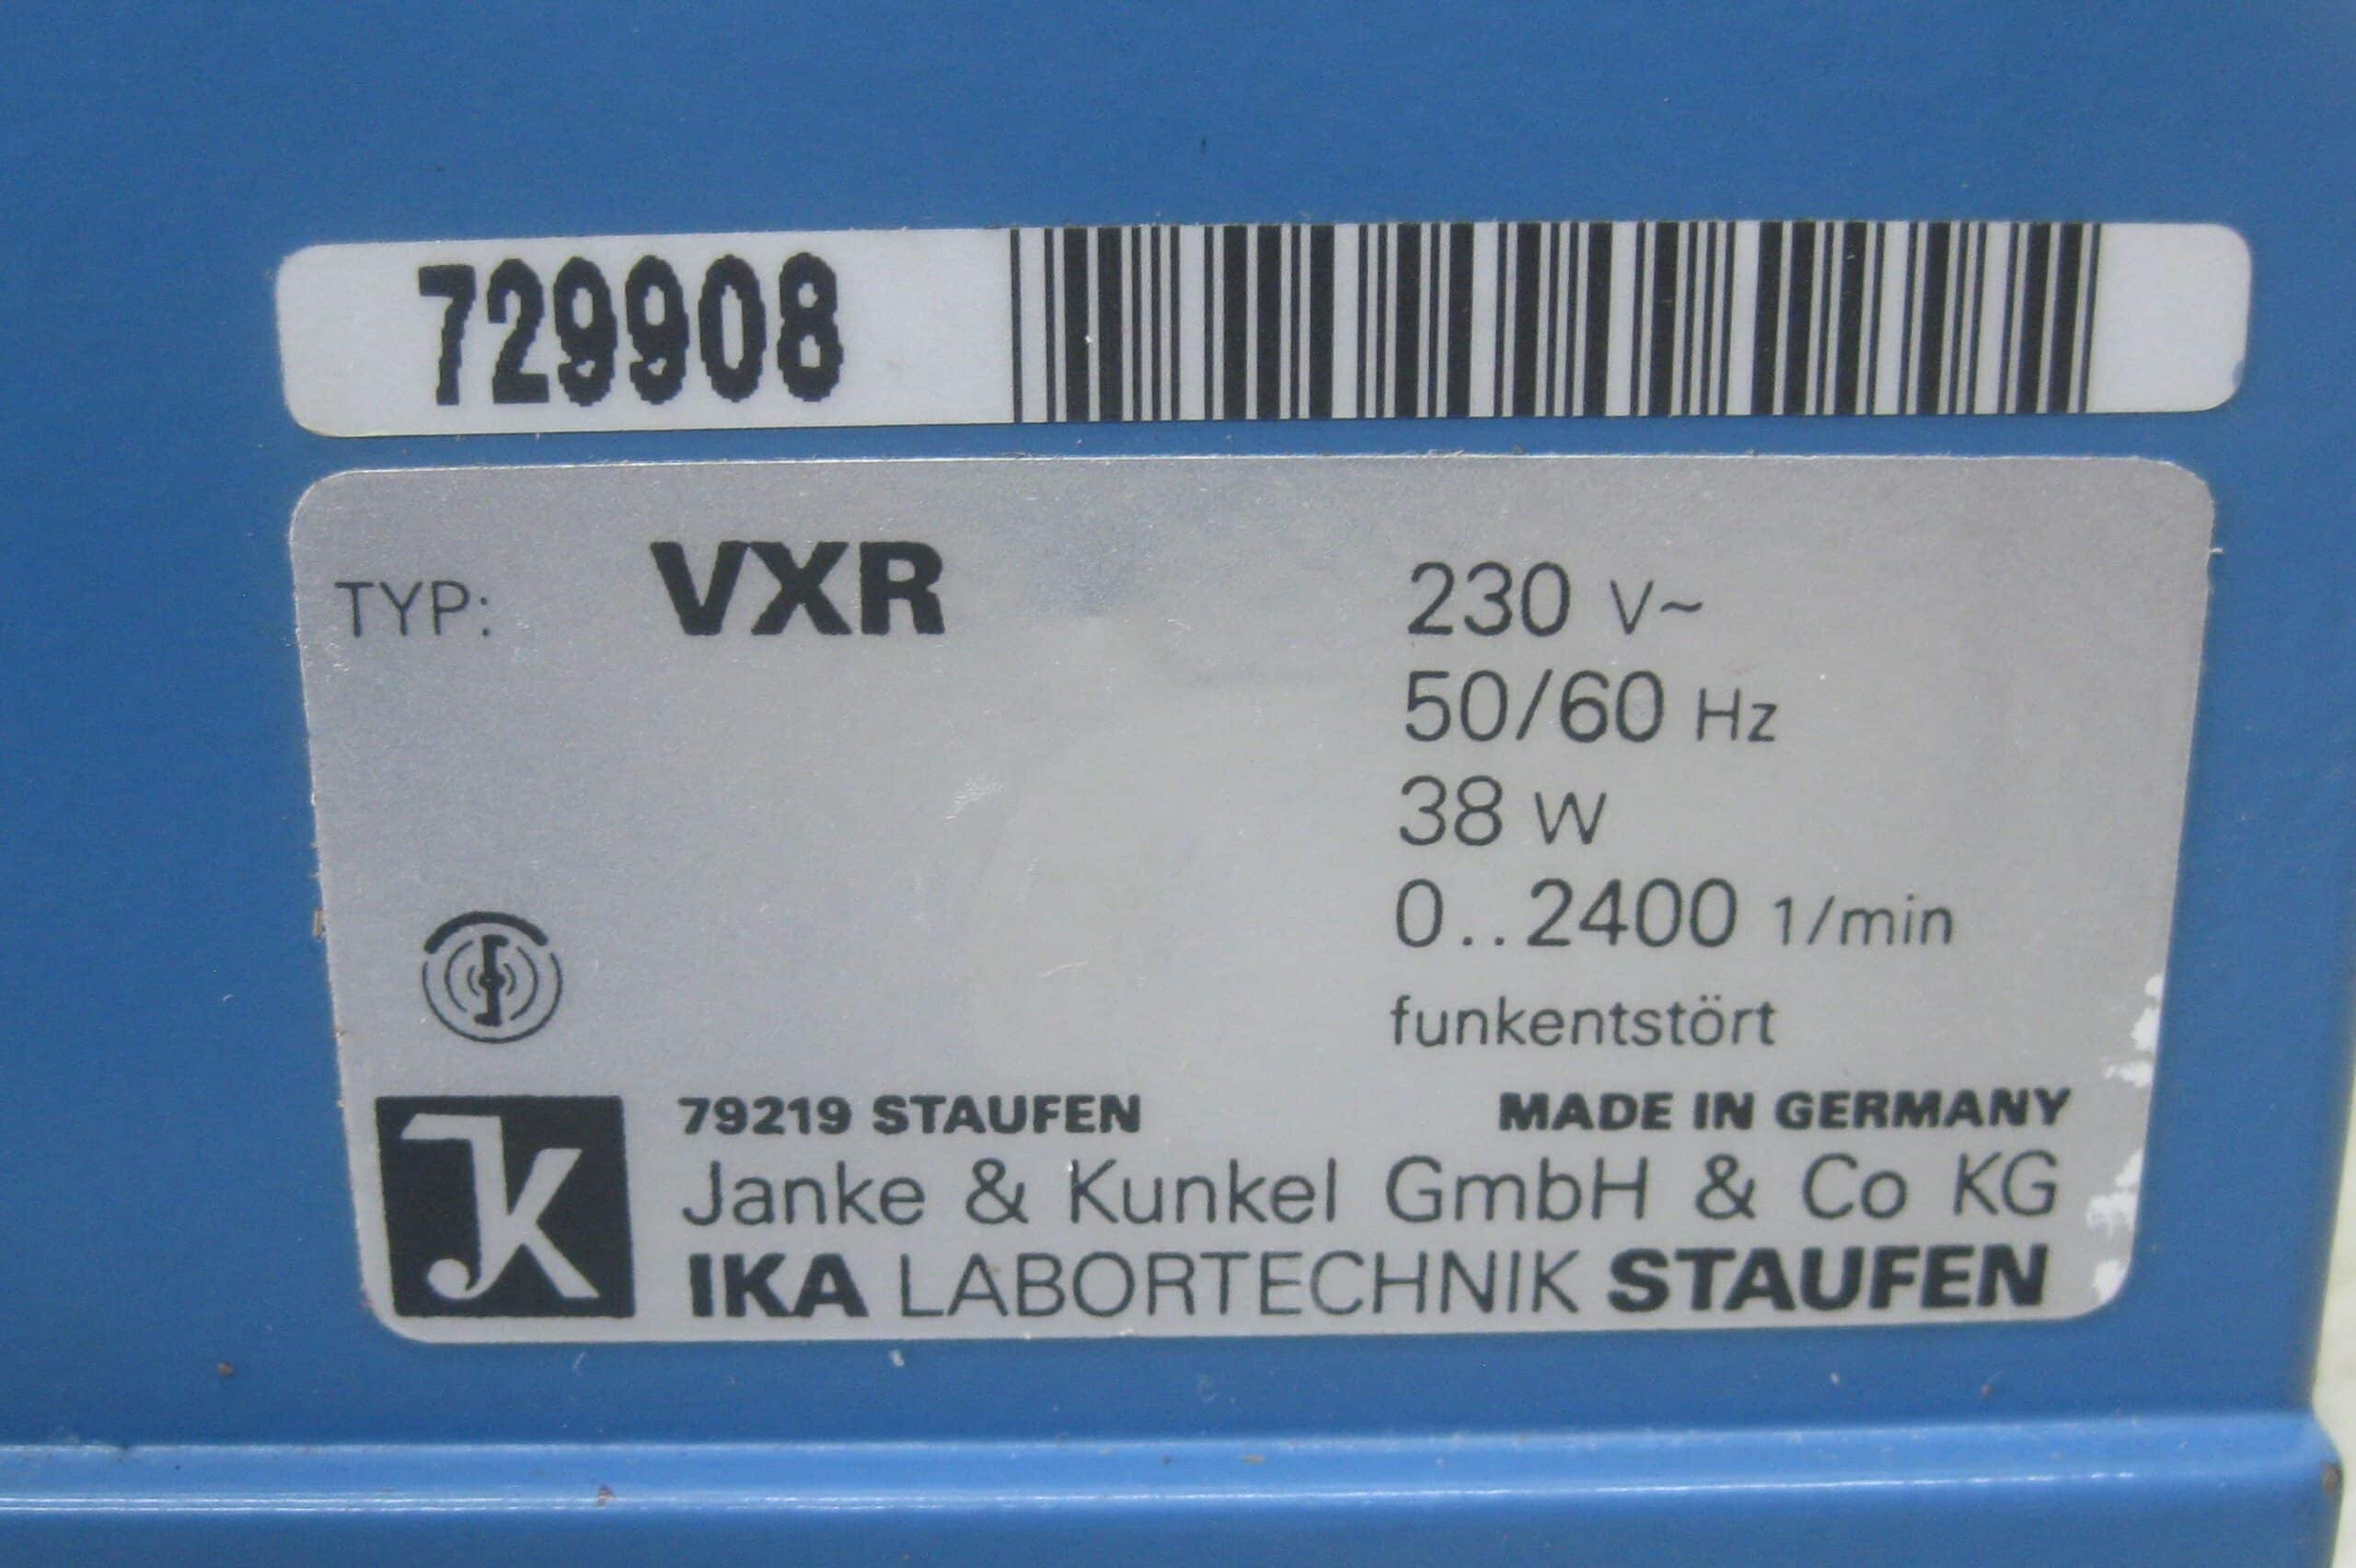 729908
TYP: VXR
230 V~
50/60 Hz
38 W
0..2400 1/min
funkentstört
79219 STAUFEN MADE IN GERMANY
JK Janke & Kunkel GmbH & Co KG
IKA LABORTECHNIK STAUFEN